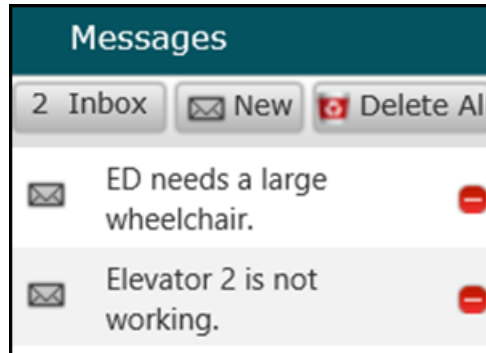 Messages
2 Inbox New Delete Al
ED needs a large
wheelchair.
Elevator 2 is not
working.